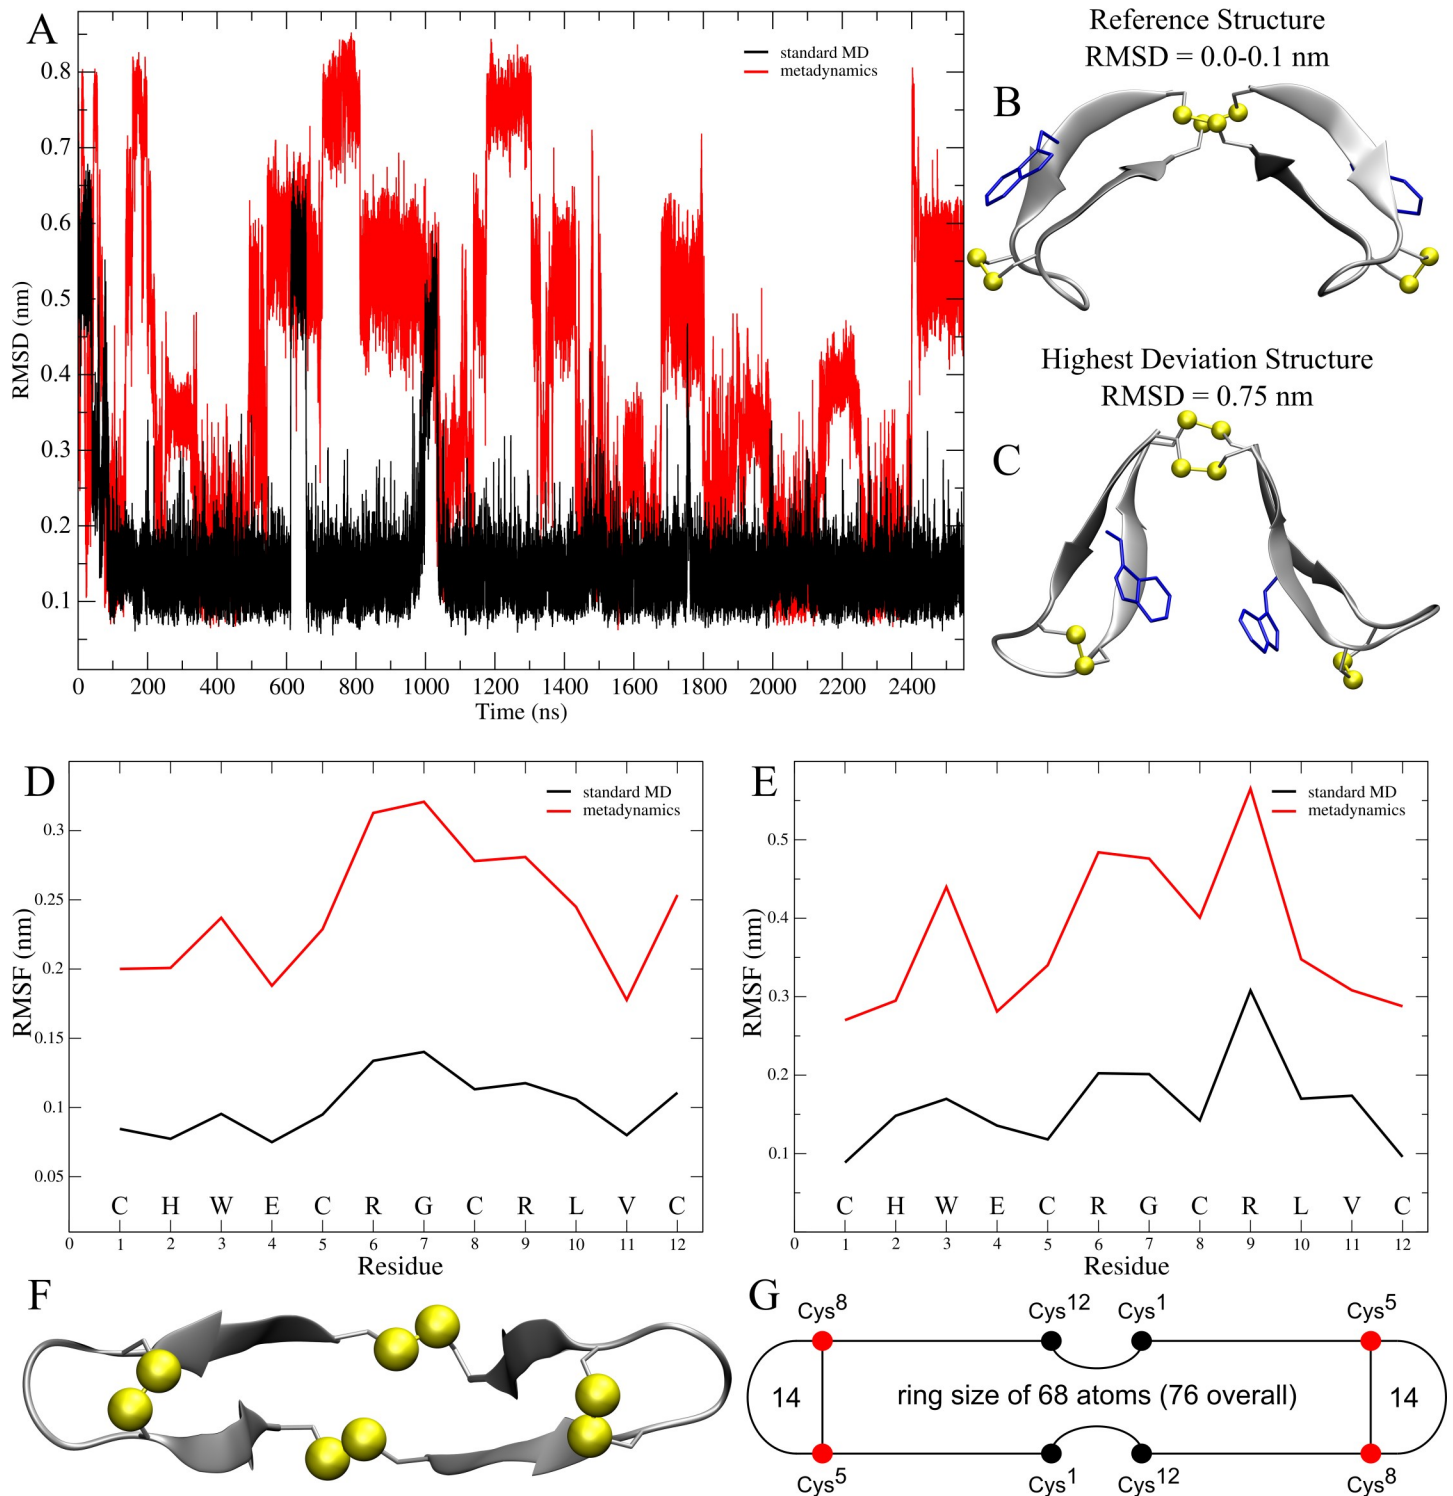 A
standard MD
metadynamics
RMSD (nm)
0.8
0.7
0.6
0.5
0.4
0.3
0.2
0.1
0 200 400 600 800 1000 1200 1400 1600 1800 2000 2200 2400
Time (ns)
Reference Structure
RMSD = 0.0-0.1 nm
B
Highest Deviation Structure
RMSD = 0.75 nm
C
D
standard MD
metadynamics
RMSF (nm)
0.3
0.25
0.2
0.15
0.1
0.05
C H W E C R G C R L V C
0 1 2 3 4 5 6 7 8 9 10 11 12
Residue
E
standard MD
metadynamics
RMSF (nm)
0.5
0.4
0.3
0.2
0.1
C H W E C R G C R L V C
0 1 2 3 4 5 6 7 8 9 10 11 12
Residue
F
G
Cys8 Cys12 Cys1 Cys5
14 ring size of 68 atoms (76 overall) 14
Cys5 Cys1 Cys12 Cys8